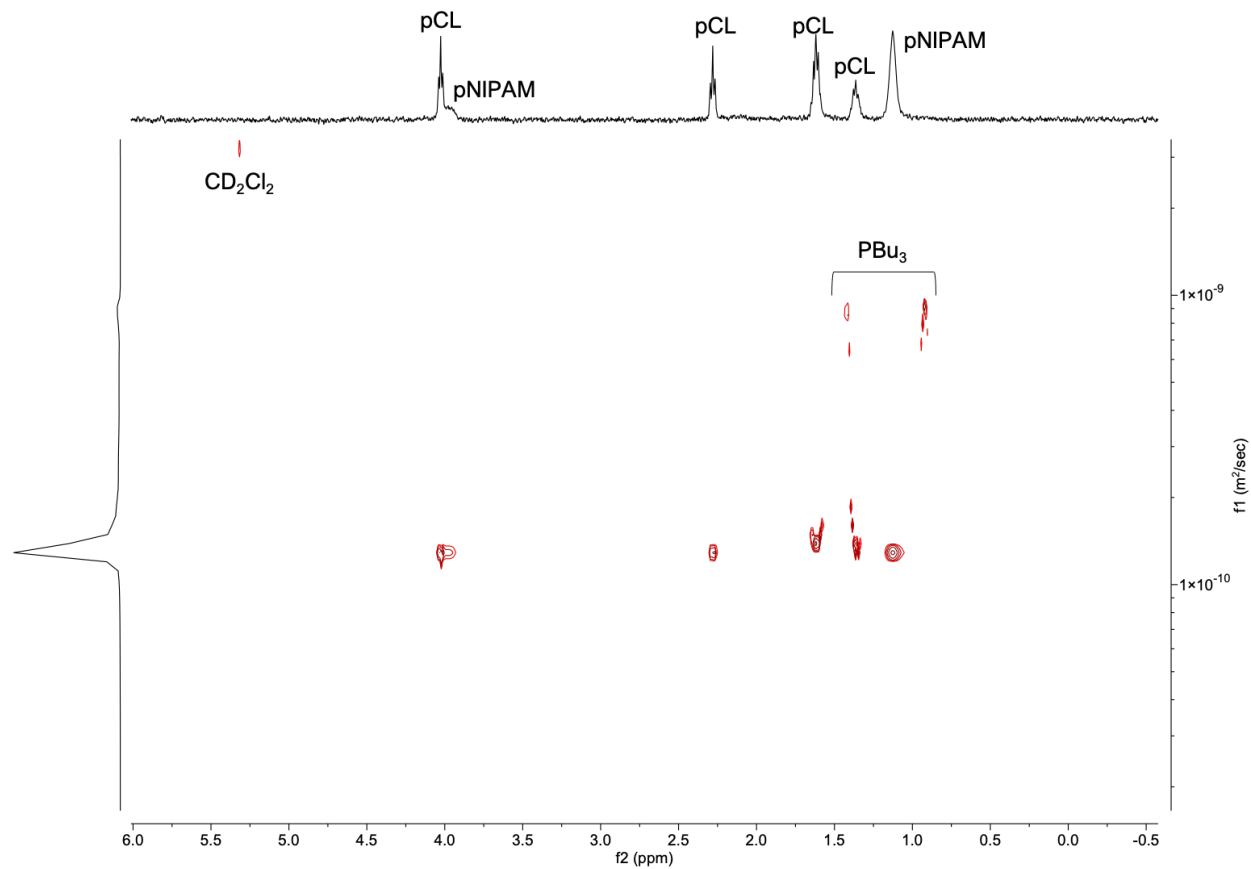 pCL
pNIPAM
pCL
pCL
pCL
pNIPAM
CD₂Cl₂
PBu₃
1×10⁻⁹
1×10⁻¹⁰
f1 (m²/sec)
6.0 5.5 5.0 4.5 4.0 3.5 3.0 2.5 2.0 1.5 1.0 0.5 0.0 -0.5
f2 (ppm)